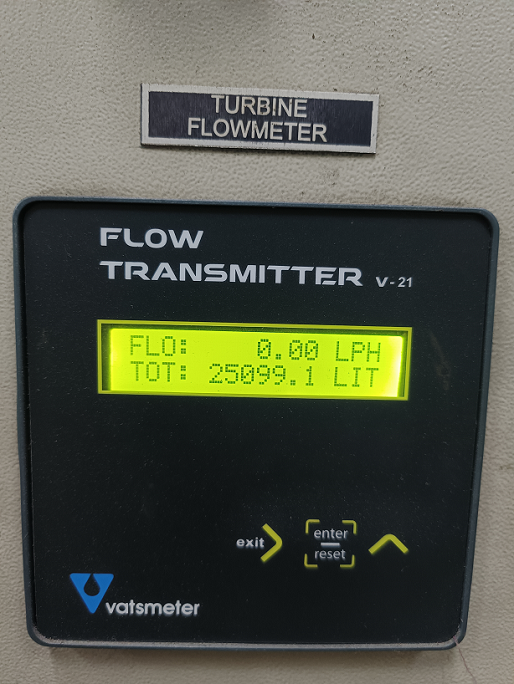 TURBINE
FLOWMETER
FLOW
TRANSMITTER V-21
FLO: 0.00 LPH
TOT: 25099.1 LIT
exit
enter
reset
vatsmeter